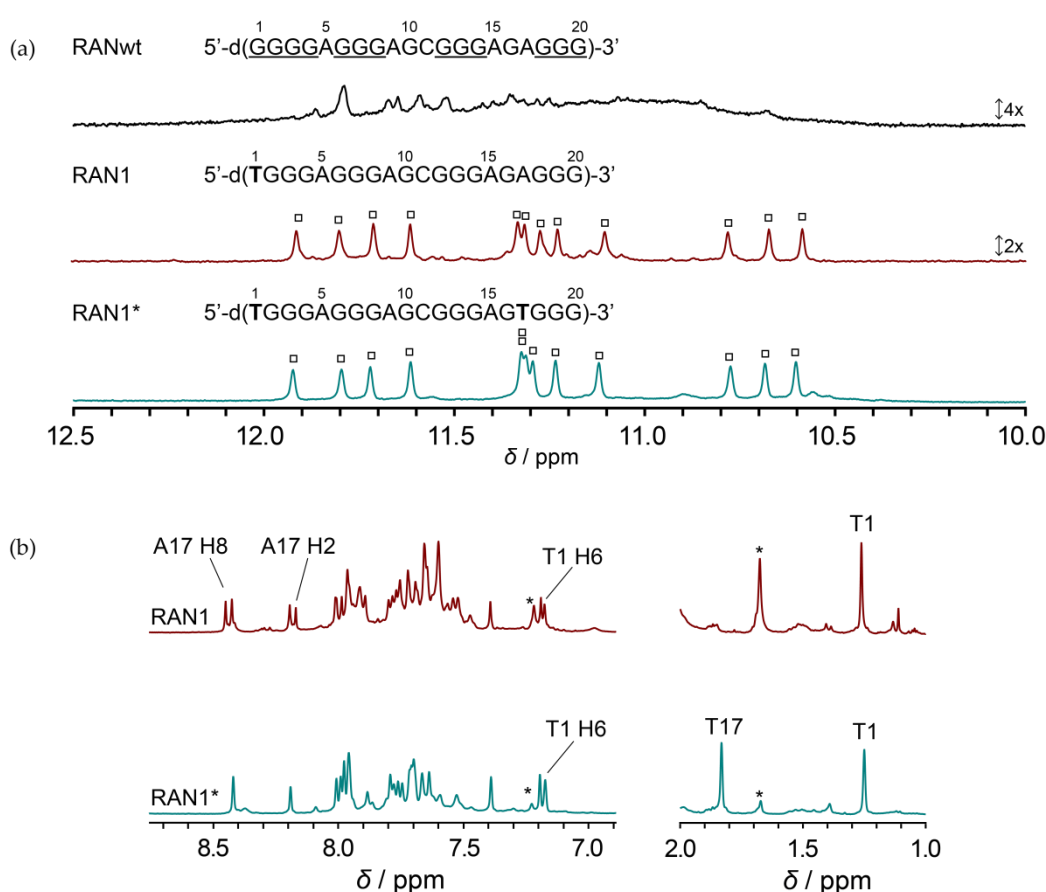 (a)
1 5 10 15 20
RANwt 5'-d(GGGGAGGGAGCGGGAGAGGG)-3'
↕4x
1 5 10 15 20
RAN1 5'-d(TGGGAGGGAGCGGGAGAGGG)-3'
↕2x
1 5 10 15 20
RAN1* 5'-d(TGGGAGGGAGCGGGAGTGGG)-3'
12.5 12.0 11.5 11.0 10.5 10.0
δ / ppm
(b)
A17 H8 A17 H2 T1 H6 T1
* *
RAN1
T1 H6 T17 T1
* *
RAN1*
8.5 8.0 7.5 7.0 2.0 1.5 1.0
δ / ppm δ / ppm